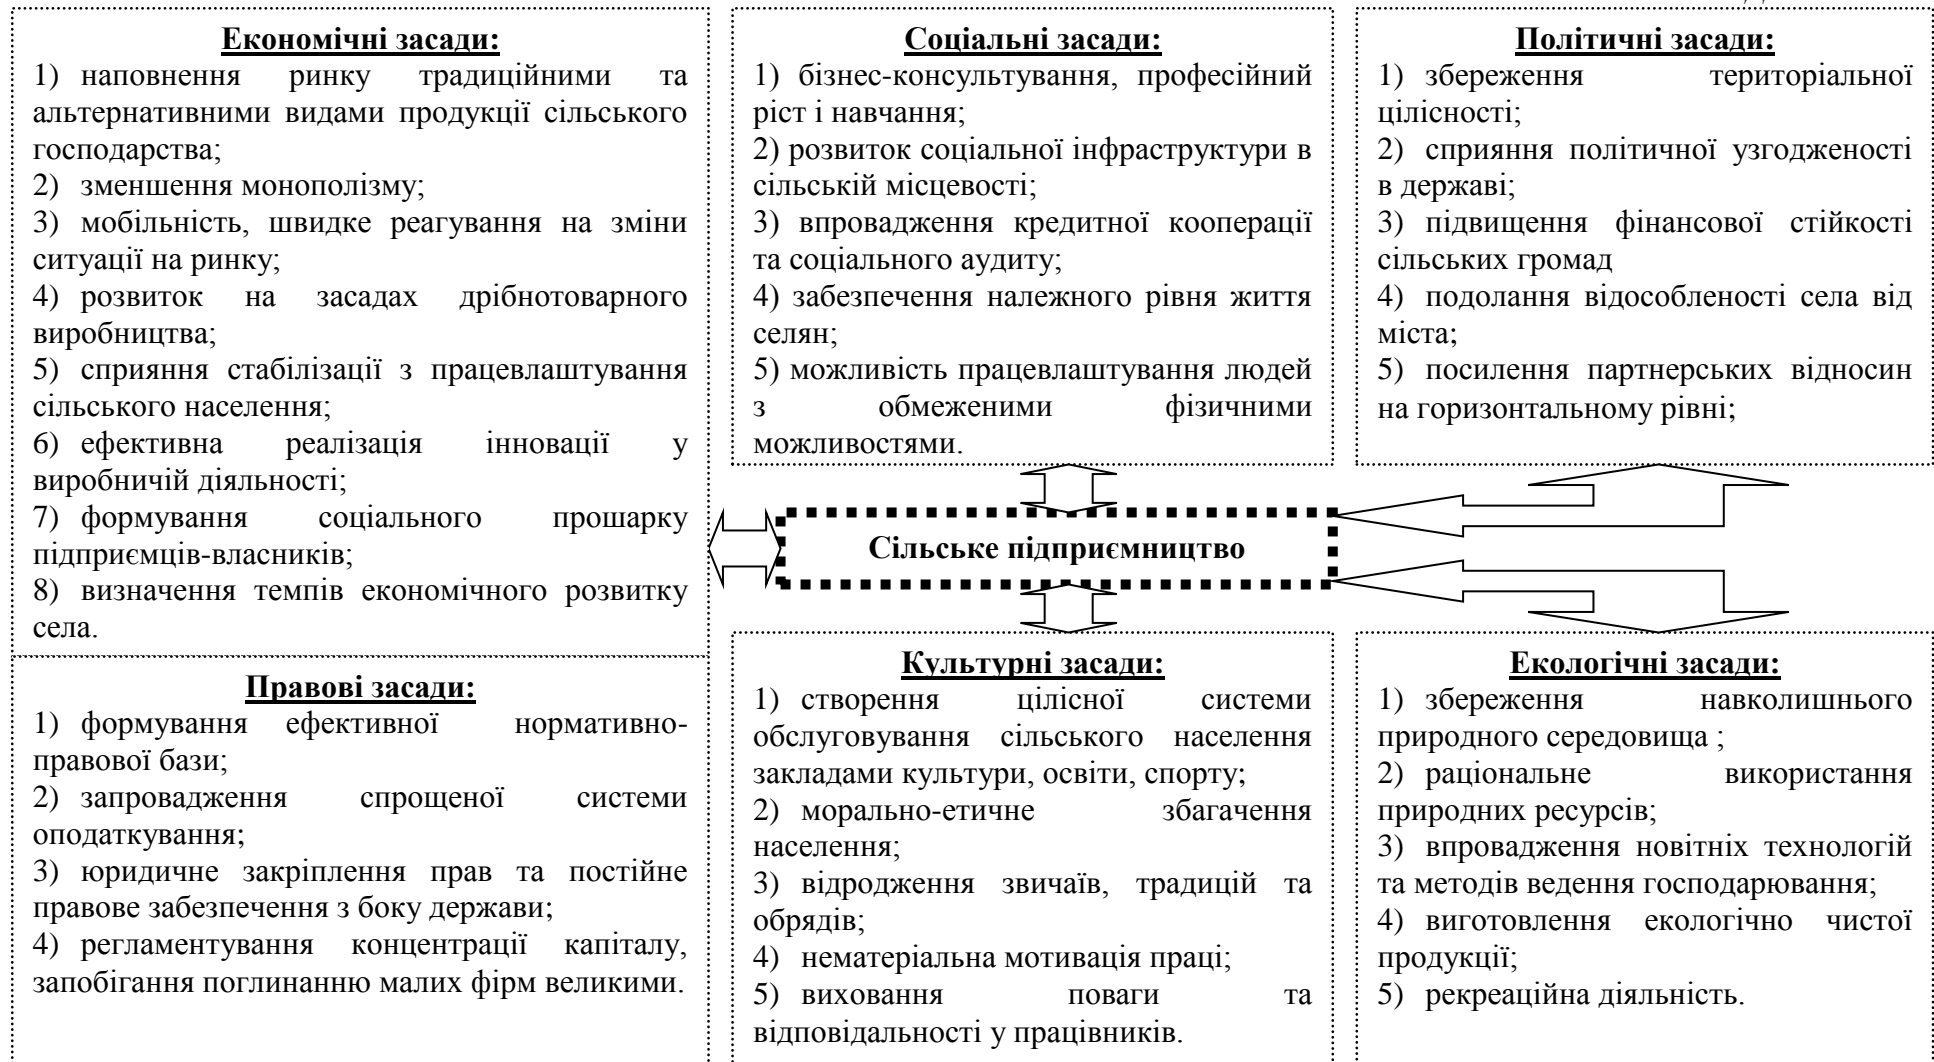 Економічні засади:
1) наповнення ринку традиційними та
альтернативними видами продукції сільського
господарства;
2) зменшення монополізму;
3) мобільність, швидке реагування на зміни
ситуації на ринку;
4) розвиток на засадах дрібнотоварного
виробництва;
5) сприяння стабілізації з працевлаштування
сільського населення;
6) ефективна реалізація інновації у
виробничій діяльності;
7) формування соціального прошарку
підприємців-власників;
8) визначення темпів економічного розвитку
села.
Правові засади:
1) формування ефективної нормативно-
правової бази;
2) запровадження спрощеної системи
оподаткування;
3) юридичне закріплення прав та постійне
правове забезпечення з боку держави;
4) регламентування концентрації капіталу,
запобігання поглинанню малих фірм великими.
Соціальні засади:
1) бізнес-консультування, професійний
ріст і навчання;
2) розвиток соціальної інфраструктури в
сільській місцевості;
3) впровадження кредитної кооперації
та соціального аудиту;
4) забезпечення належного рівня життя
селян;
5) можливість працевлаштування людей
з обмеженими фізичними
можливостями.
Сільське підприємництво
Культурні засади:
1) створення цілісної системи
обслуговування сільського населення
закладами культури, освіти, спорту;
2) морально-етичне збагачення
населення;
3) відродження звичаїв, традицій та
обрядів;
4) нематеріальна мотивація праці;
5) виховання поваги та
відповідальності у працівників.
Політичні засади:
1) збереження територіальної
цілісності;
2) сприяння політичної узгодженості
в державі;
3) підвищення фінансової стійкості
сільських громад
4) подолання відособленості села від
міста;
5) посилення партнерських відносин
на горизонтальному рівні;
Екологічні засади:
1) збереження навколишнього
природного середовища ;
2) раціональне використання
природних ресурсів;
3) впровадження новітніх технологій
та методів ведення господарювання;
4) виготовлення екологічно чистої
продукції;
5) рекреаційна діяльність.